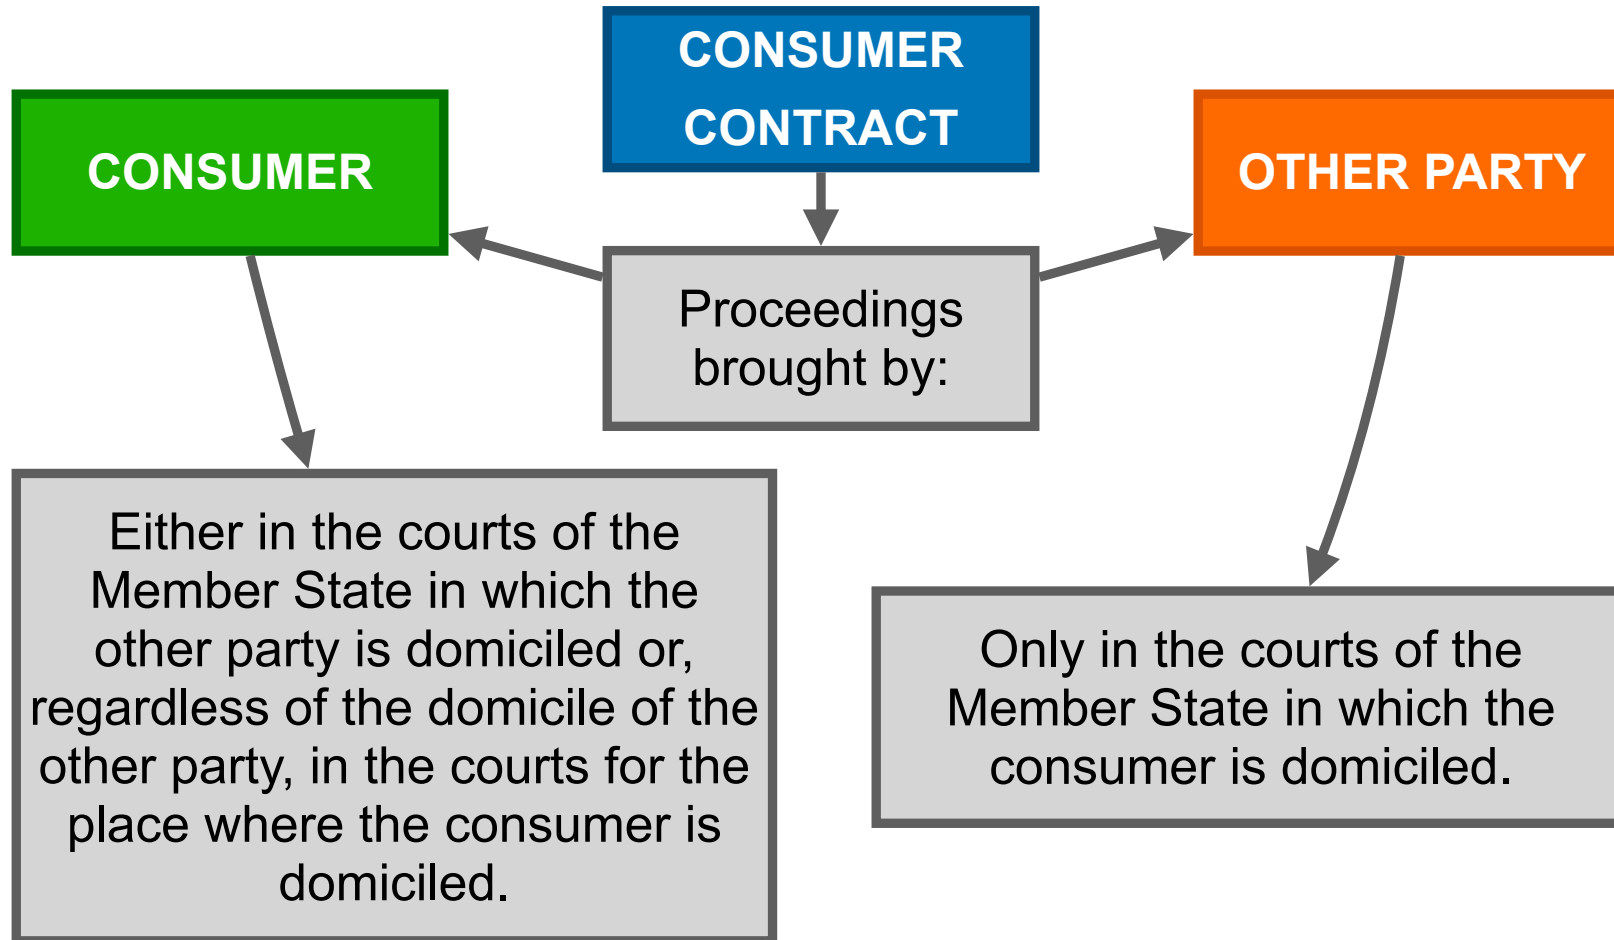 CONSUMER
CONTRACT
CONSUMER
OTHER PARTY
Proceedings
brought by:
Either in the courts of the
Member State in which the
other party is domiciled or,
regardless of the domicile of the
other party, in the courts for the
place where the consumer is
domiciled.
Only in the courts of the
Member State in which the
consumer is domiciled.